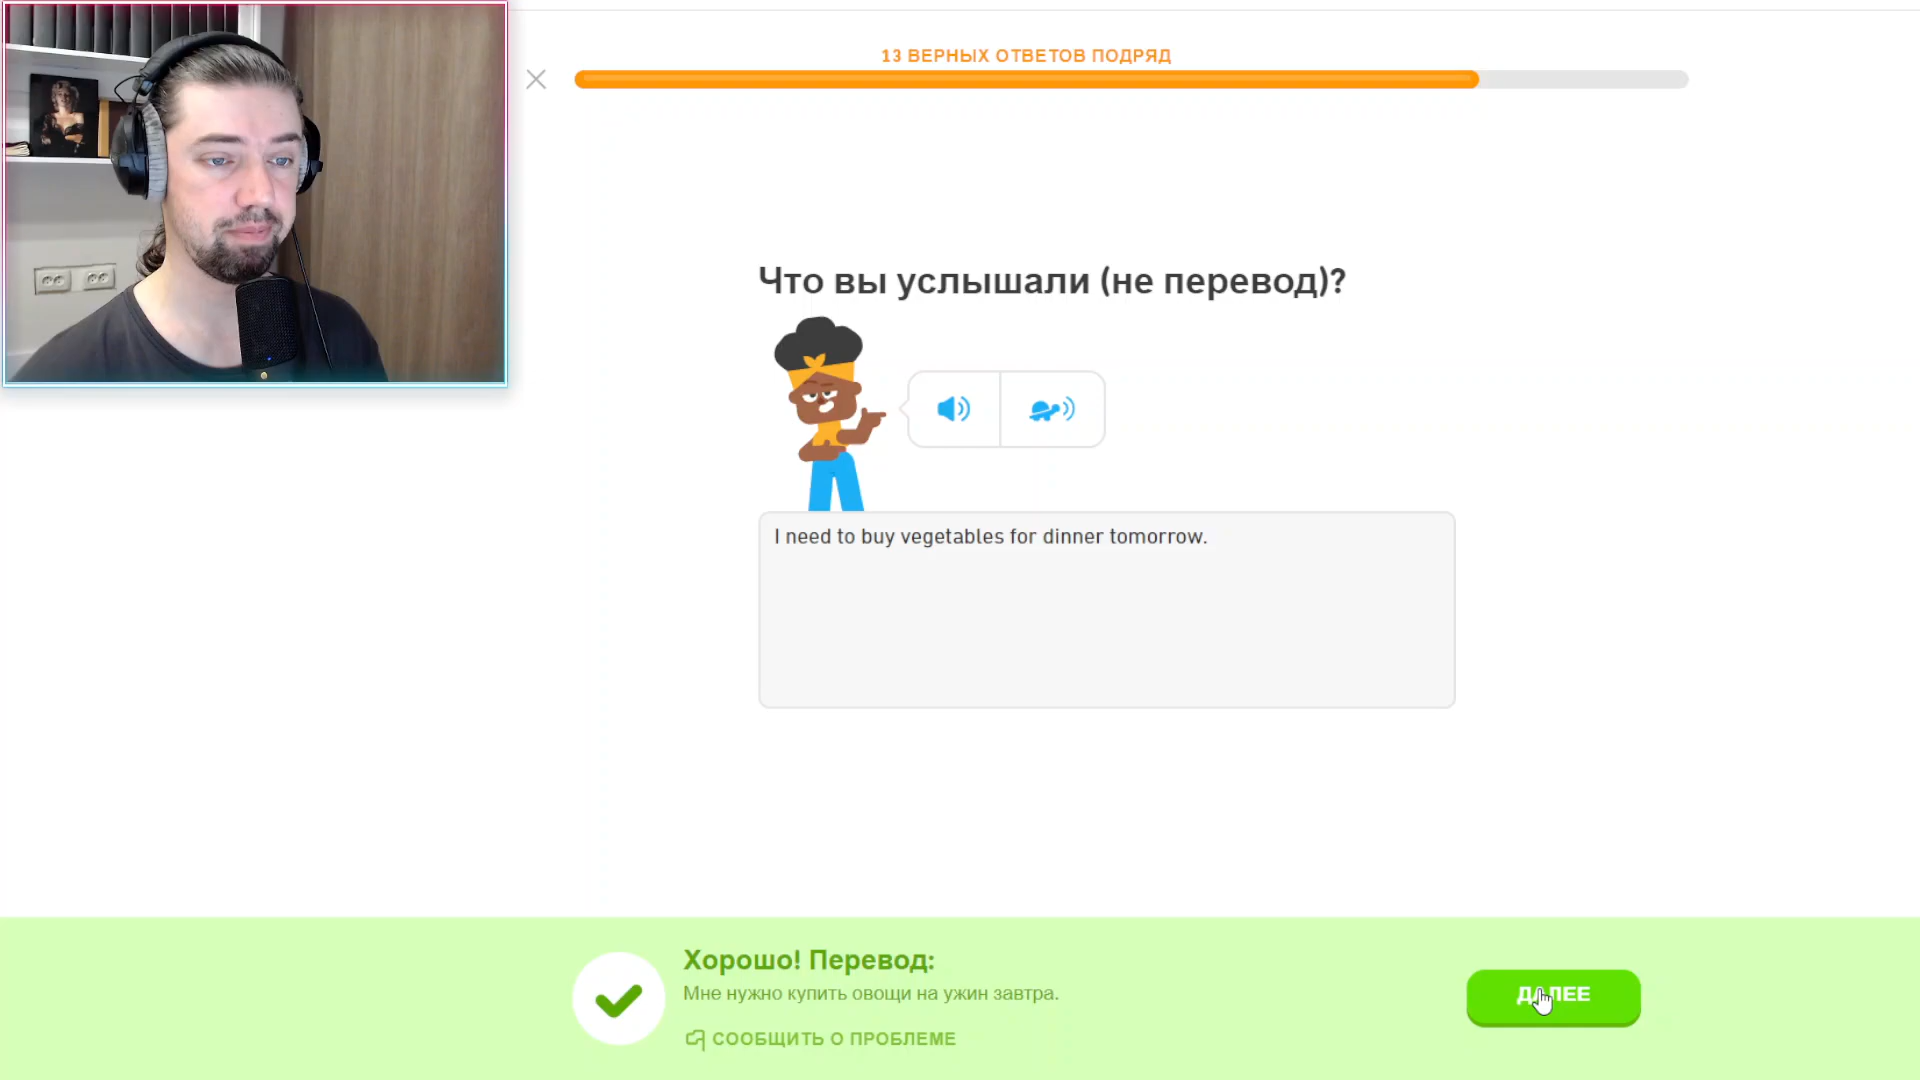 13 ВЕРНЫХ ОТВЕТОВ ПОДРЯД
Что вы услышали (не перевод)?
I need to buy vegetables for dinner tomorrow.
Хорошо! Перевод:
Мне нужно купить овощи на ужин завтра.
СООБЩИТЬ О ПРОБЛЕМЕ
ДАЛЕЕ